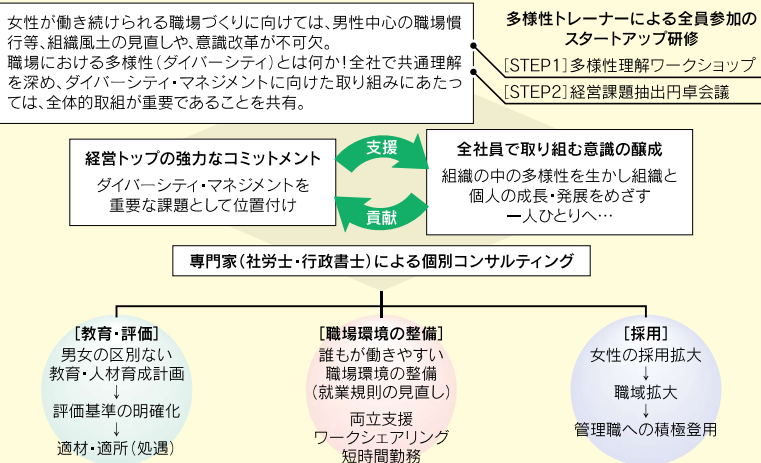 女性が働き続けられる職場づくりに向けては、男性中心の職場慣
行等、組織風土の見直しや、意識改革が不可欠。
職場における多様性(ダイバーシティ)とは何か!全社で共通理解
を深め、ダイバーシティ・マネジメントに向けた取り組みにあたっ
ては、全体的取組が重要であることを共有。
多様性トレーナーによる全員参加の
スタートアップ研修
[STEP1]多様性理解ワークショップ
[STEP2]経営課題抽出円卓会議
経営トップの強力なコミットメント
ダイバーシティ・マネジメントを
重要な課題として位置付け
支援
貢献
全社員で取り組む意識の醸成
組織の中の多様性を生かし組織と
個人の成長・発展をめざす
一人ひとりへ…
専門家(社労士・行政書士)による個別コンサルティング
[教育・評価]
男女の区別ない
教育・人材育成計画
↓
評価基準の明確化
↓
適材・適所(処遇)
[職場環境の整備]
誰もが働きやすい
職場環境の整備
(就業規則の見直し)
両立支援
ワークシェアリング
短時間勤務
[採用]
女性の採用拡大
↓
職域拡大
↓
管理職への積極登用